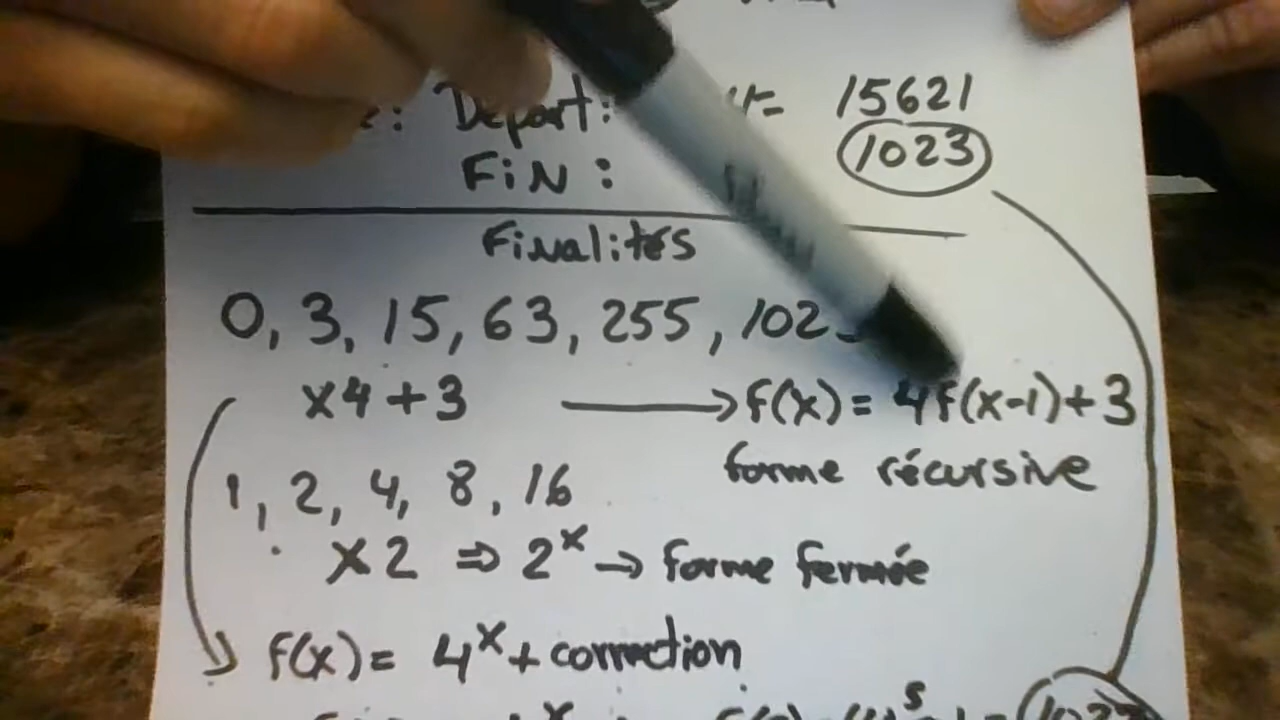 : Départ: 15621
FiN : 1023
Finalités
0, 3, 15, 63, 255, 102
x4+3 → f(x)= 4f(x-1)+3
forme récursive
1, 2, 4, 8, 16
x2 ⇒ 2^x → forme fermée
f(x)= 4^x + correction